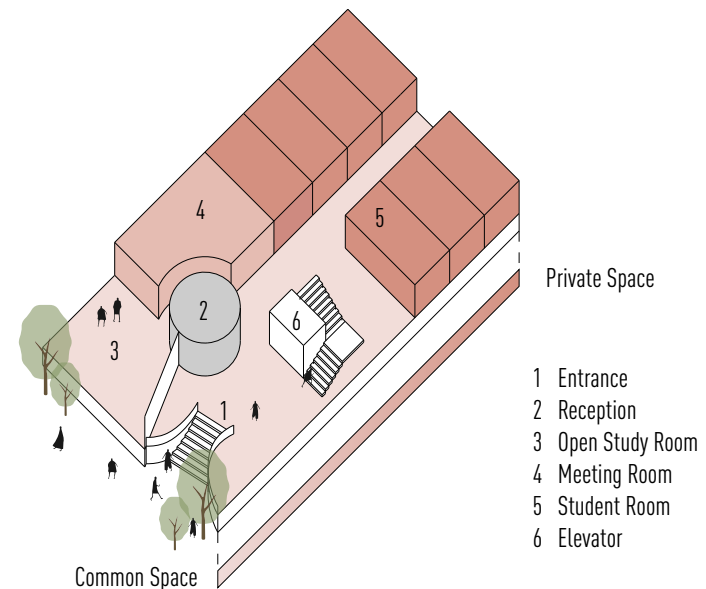 4
5
2
6
3
1
Private Space
1 Entrance
2 Reception
3 Open Study Room
4 Meeting Room
5 Student Room
6 Elevator
Common Space